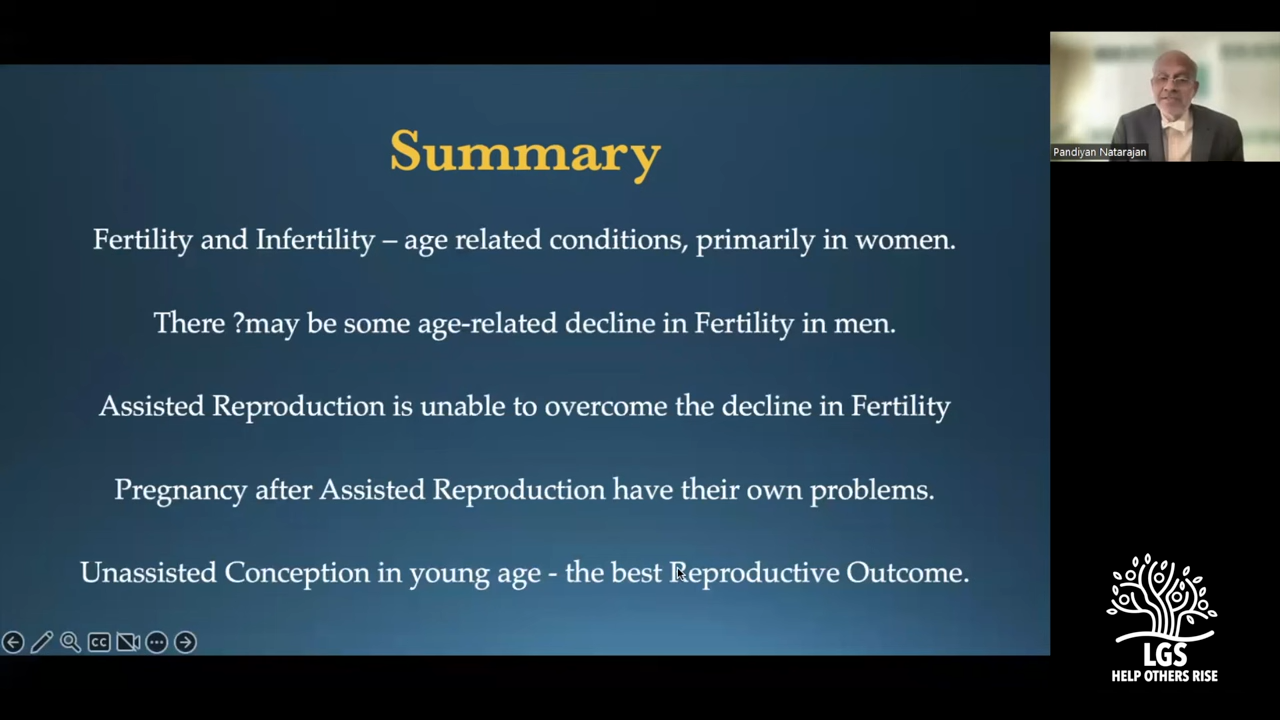 Summary
Fertility and Infertility – age related conditions, primarily in women.
There ?may be some age-related decline in Fertility in men.
Assisted Reproduction is unable to overcome the decline in Fertility
Pregnancy after Assisted Reproduction have their own problems.
Unassisted Conception in young age - the best Reproductive Outcome.
CC
Pandiyan Natarajan
LGS
HELP OTHERS RISE